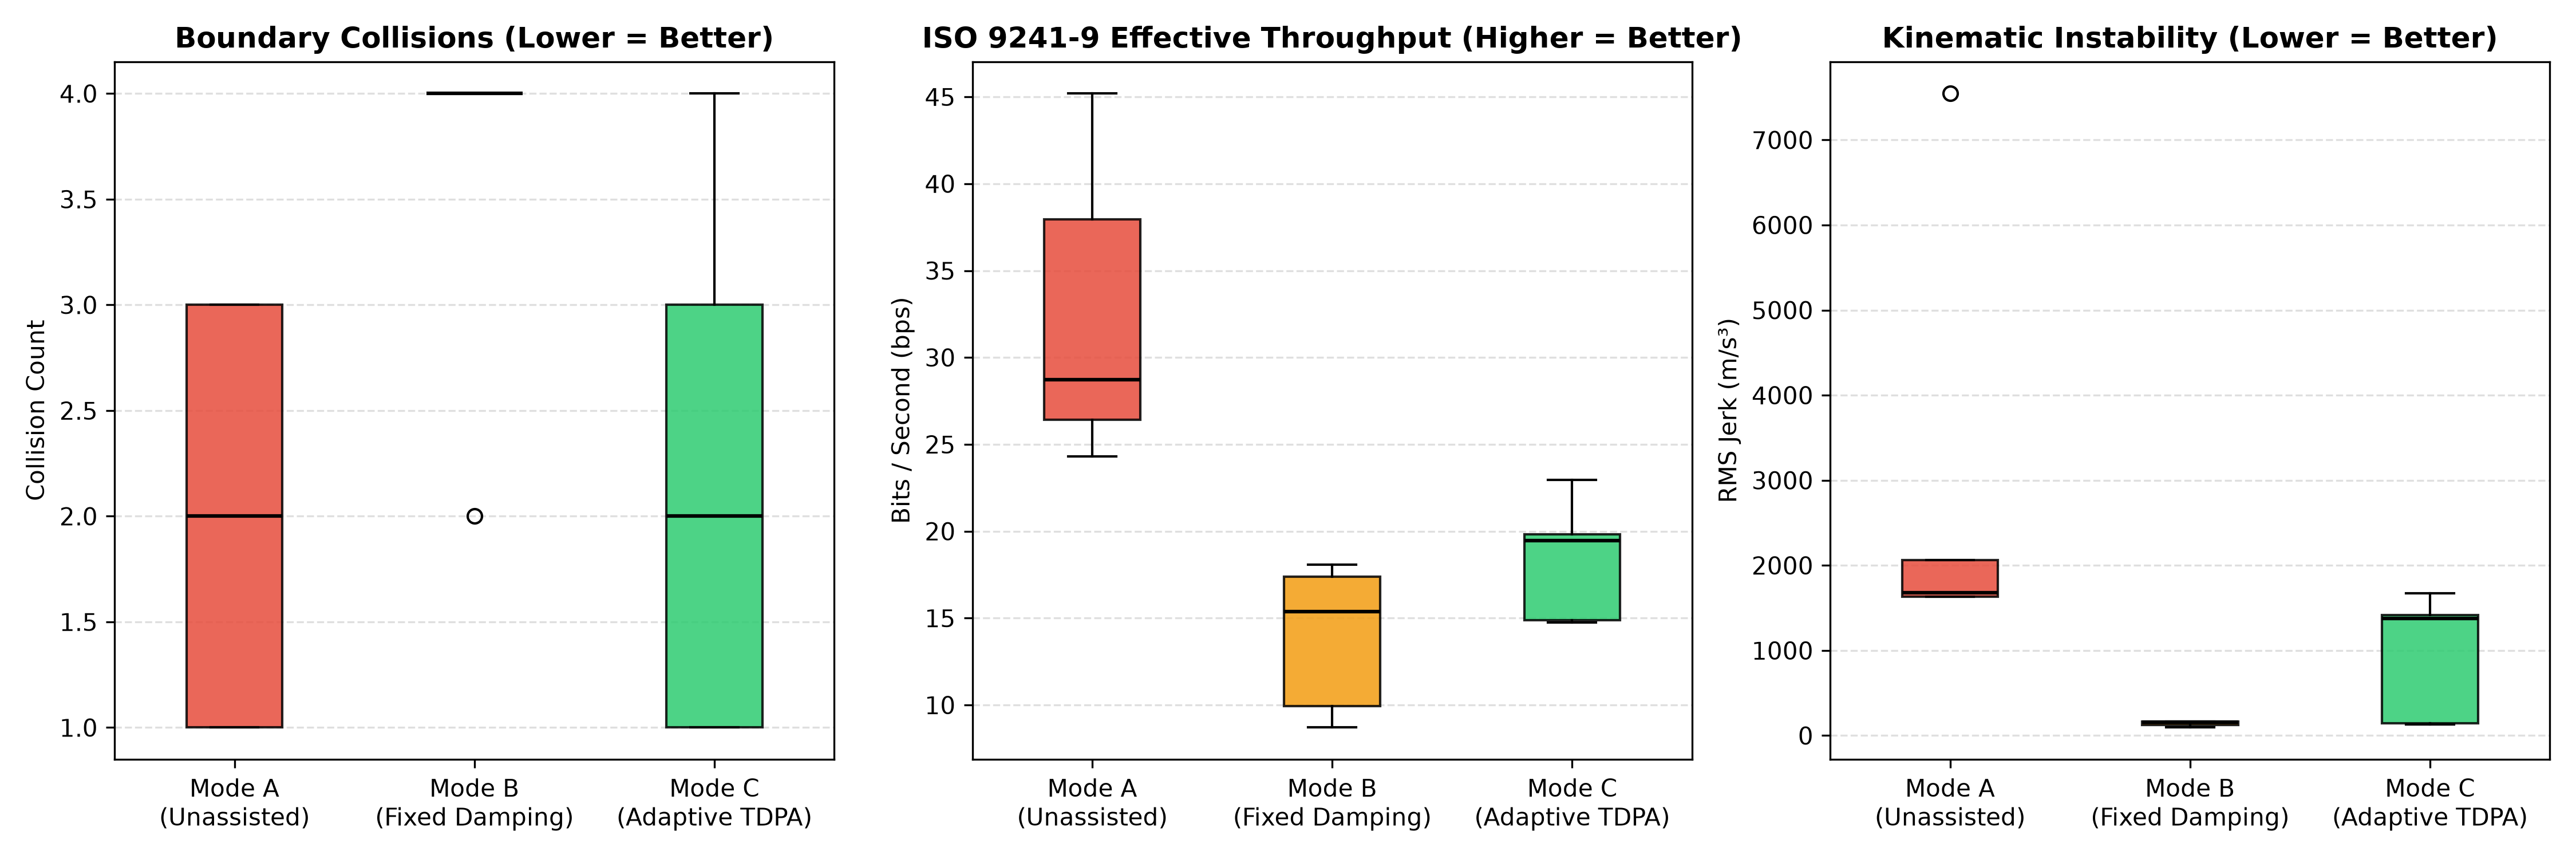 Boundary Collisions (Lower = Better)
Collision Count
4.0
3.5
3.0
2.5
2.0
1.5
1.0
Mode A
(Unassisted)
Mode B
(Fixed Damping)
Mode C
(Adaptive TDPA)
ISO 9241-9 Effective Throughput (Higher = Better)
Bits / Second (bps)
45
40
35
30
25
20
15
10
Mode A
(Unassisted)
Mode B
(Fixed Damping)
Mode C
(Adaptive TDPA)
Kinematic Instability (Lower = Better)
RMS Jerk (m/s³)
7000
6000
5000
4000
3000
2000
1000
0
Mode A
(Unassisted)
Mode B
(Fixed Damping)
Mode C
(Adaptive TDPA)